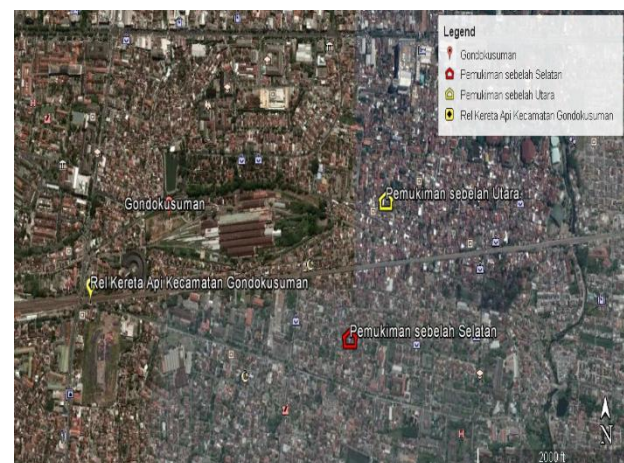 Legend
Gondokusuman
Pemukiman sebelah Selatan
Pemukiman sebelah Utara
Rel Kereta Api Kecamatan Gondokusuman
Gondokusuman
Pemukiman sebelah Utara
Rel Kereta Api Kecamatan Gondokusuman
Pemukiman sebelah Selatan
N
2000 ft